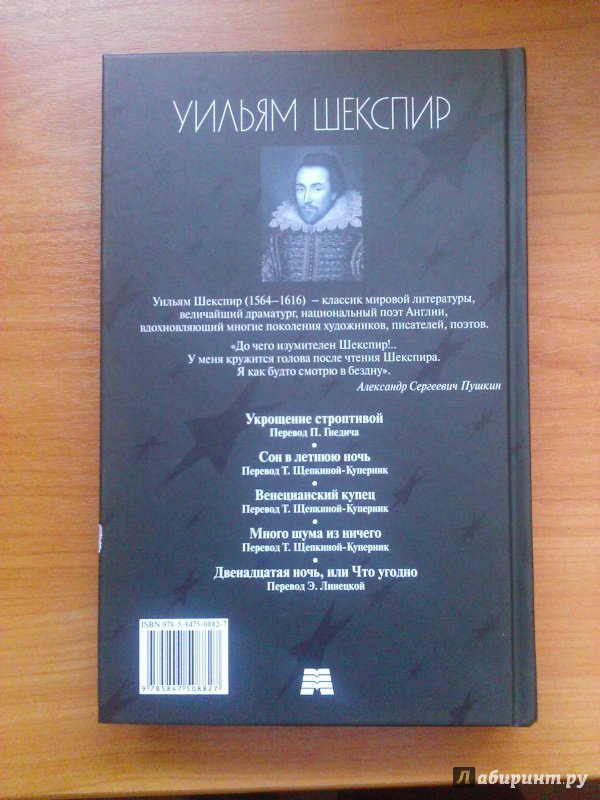 УИЛЬЯМ ШЕКСПИР
Уильям Шекспир (1564–1616) – классик мировой литературы,
величайший драматург, национальный поэт Англии,
вдохновляющий многие поколения художников, писателей, поэтов.
«До чего изумителен Шекспир!..
У меня кружится голова после чтения Шекспира.
Я как будто смотрю в бездну».
Александр Сергеевич Пушкин
Укрощение строптивой
Перевод П. Гнедича
•
Сон в летнюю ночь
Перевод Т. Щепкиной-Куперник
•
Венецианский купец
Перевод Т. Щепкиной-Куперник
•
Много шума из ничего
Перевод Т. Щепкиной-Куперник
•
Двенадцатая ночь, или Что угодно
Перевод Э. Линецкой
ISBN 978-5-8475-0882-7
9 785847 508827
Лабиринт.ру